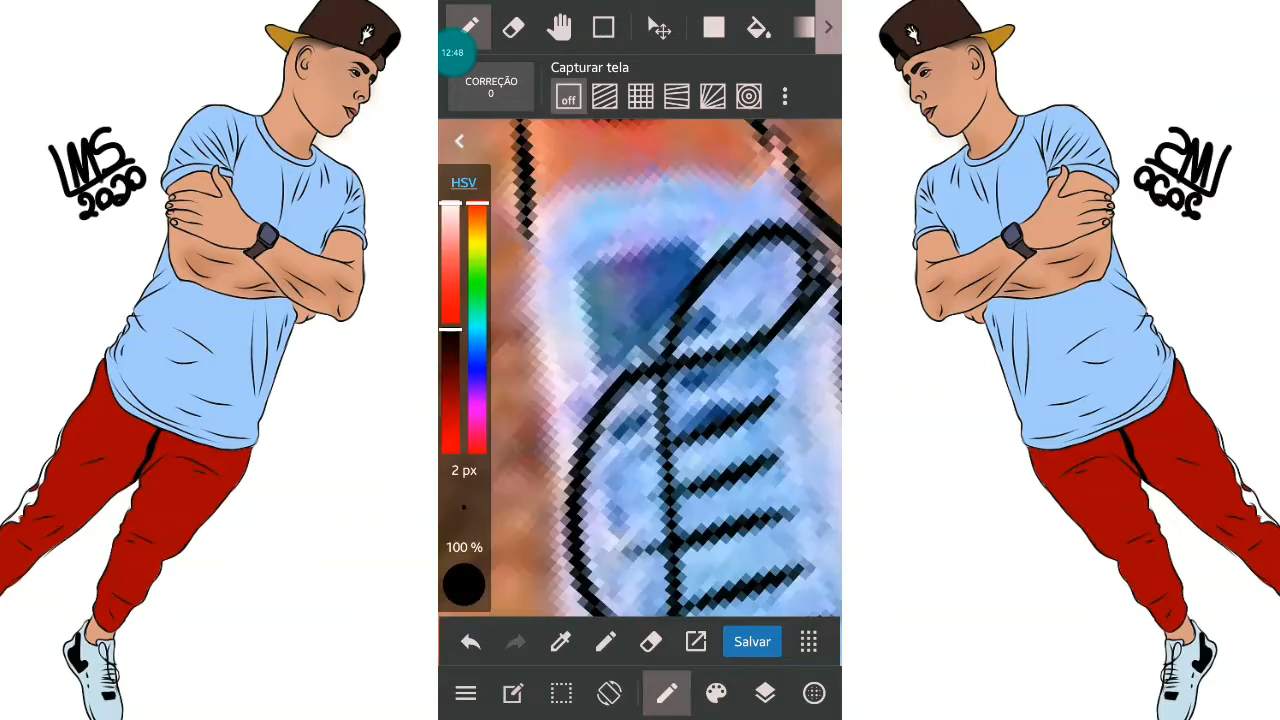 12:48
CORREÇÃO
0
Capturar tela
off
HSV
2 px
100 %
Salvar
LMS
2020